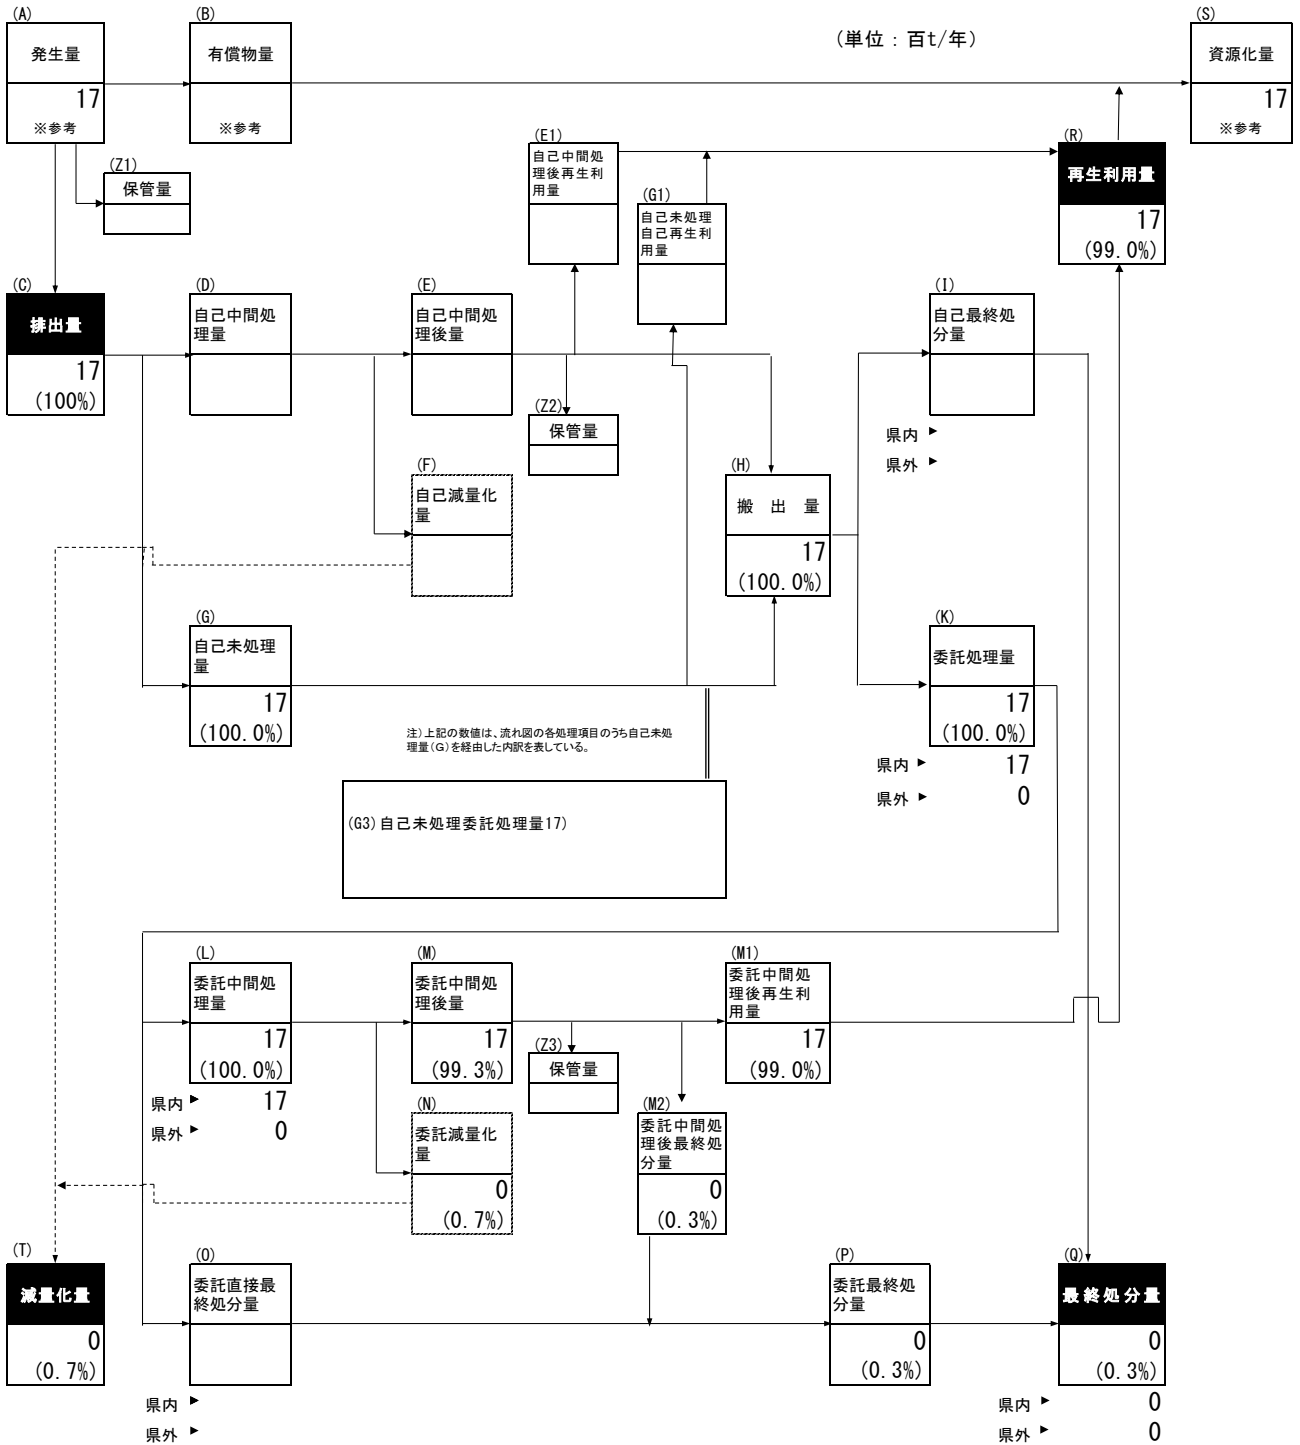 (A)
発生量
17
※参考
(B)
有償物量
※参考
(単位：百t/年)
(S)
資源化量
17
※参考
(Z1)
保管量
(E1)
自己中間処
理後再生利
用量
(G1)
自己未処理
自己再生利
用量
(R)
再生利用量
17
(99.0%)
(C)
排出量
17
(100%)
(D)
自己中間処
理量
(E)
自己中間処
理後量
(Z2)
保管量
(I)
自己最終処
分量
県内 ▶
県外 ▶
(F)
自己減量化
量
(H)
搬 出 量
17
(100.0%)
(G)
自己未処理
量
17
(100.0%)
(K)
委託処理量
17
(100.0%)
県内 ▶ 17
県外 ▶ 0
注)上記の数値は、流れ図の各処理項目のうち自己未処
理量(G)を経由した内訳を表している。
(G3)自己未処理委託処理量17)
(L)
委託中間処
理量
17
(100.0%)
県内 ▶ 17
県外 ▶ 0
(M)
委託中間処
理後量
17
(99.3%)
(Z3)
保管量
(M1)
委託中間処
理後再生利
用量
17
(99.0%)
(N)
委託減量化
量
0
(0.7%)
(M2)
委託中間処
理後最終処
分量
0
(0.3%)
(T)
減量化量
0
(0.7%)
(O)
委託直接最
終処分量
県内 ▶
県外 ▶
(P)
委託最終処
分量
0
(0.3%)
(Q)
最終処分量
0
(0.3%)
県内 ▶ 0
県外 ▶ 0